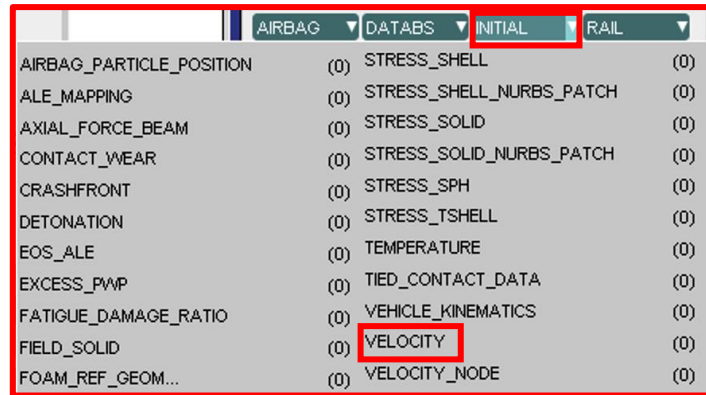 AIRBAG ▼ DATABS ▼ INITIAL ▼ RAIL ▼
AIRBAG_PARTICLE_POSITION (0) STRESS_SHELL (0)
ALE_MAPPING (0) STRESS_SHELL_NURBS_PATCH (0)
AXIAL_FORCE_BEAM (0) STRESS_SOLID (0)
CONTACT_WEAR (0) STRESS_SOLID_NURBS_PATCH (0)
CRASHFRONT (0) STRESS_SPH (0)
DETONATION (0) STRESS_TSHELL (0)
EOS_ALE (0) TEMPERATURE (0)
EXCESS_PWP (0) TIED_CONTACT_DATA (0)
FATIGUE_DAMAGE_RATIO (0) VEHICLE_KINEMATICS (0)
FIELD_SOLID (0) VELOCITY (0)
FOAM_REF_GEOM... (0) VELOCITY_NODE (0)